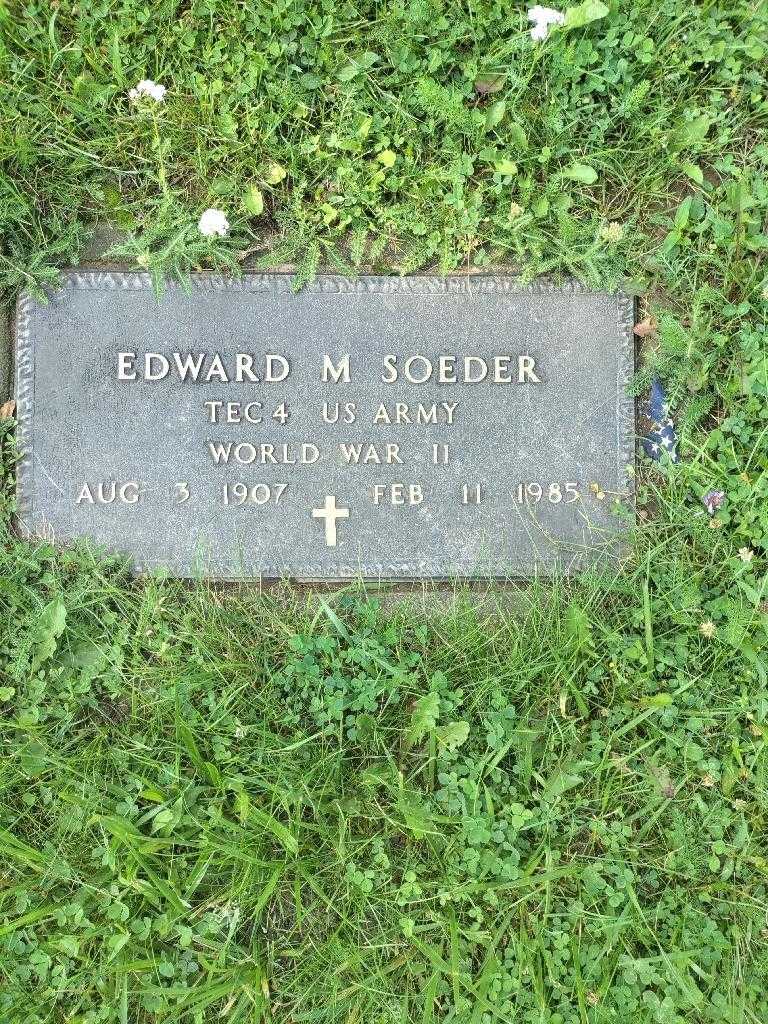 EDWARD M SOEDER
TEC 4 US ARMY
WORLD WAR II
AUG 3 1907 FEB 11 1985